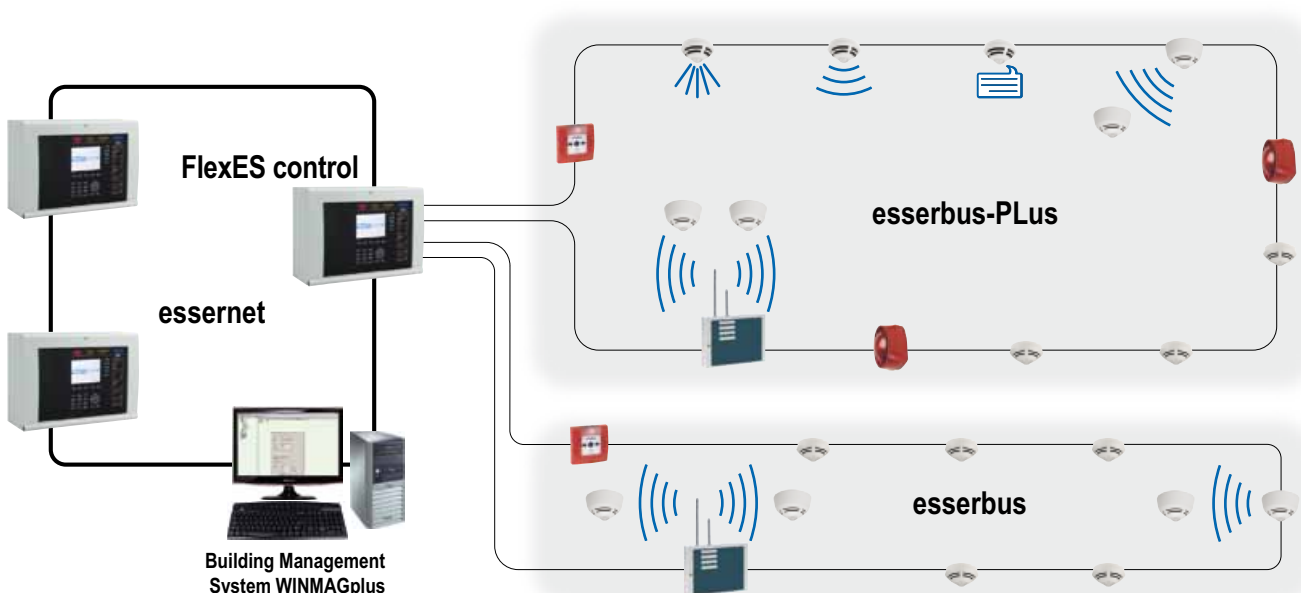 FlexES control
essernet
Building Management
System WINMAGplus
esserbus-PLus
esserbus